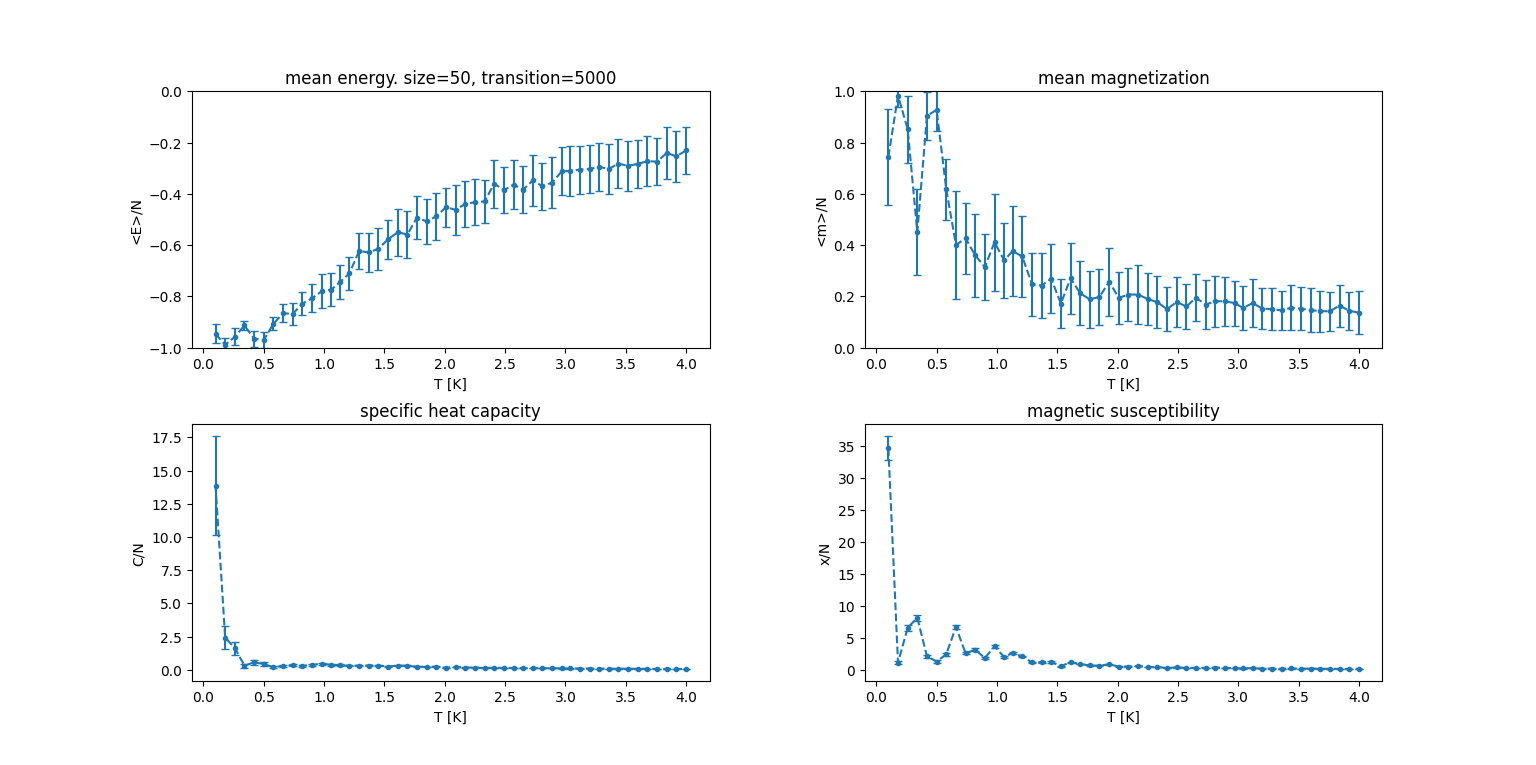 mean energy. size=50, transition=5000
0.0
−0.2
−0.4
−0.6
−0.8
−1.0
<E>/N
0.0 0.5 1.0 1.5 2.0 2.5 3.0 3.5 4.0
T [K]
mean magnetization
1.0
0.8
0.6
0.4
0.2
0.0
<m>/N
0.0 0.5 1.0 1.5 2.0 2.5 3.0 3.5 4.0
T [K]
specific heat capacity
17.5
15.0
12.5
10.0
7.5
5.0
2.5
0.0
C/N
0.0 0.5 1.0 1.5 2.0 2.5 3.0 3.5 4.0
T [K]
magnetic susceptibility
35
30
25
20
15
10
5
0
x/N
0.0 0.5 1.0 1.5 2.0 2.5 3.0 3.5 4.0
T [K]